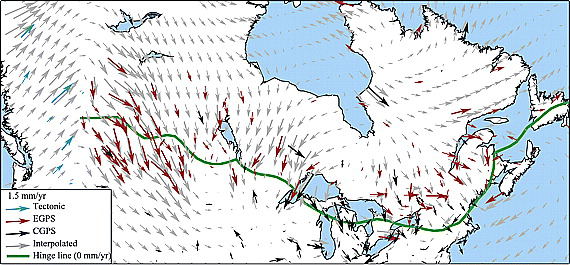 1.5 mm/yr
Tectonic
EGPS
CGPS
Interpolated
Hinge line (0 mm/yr)